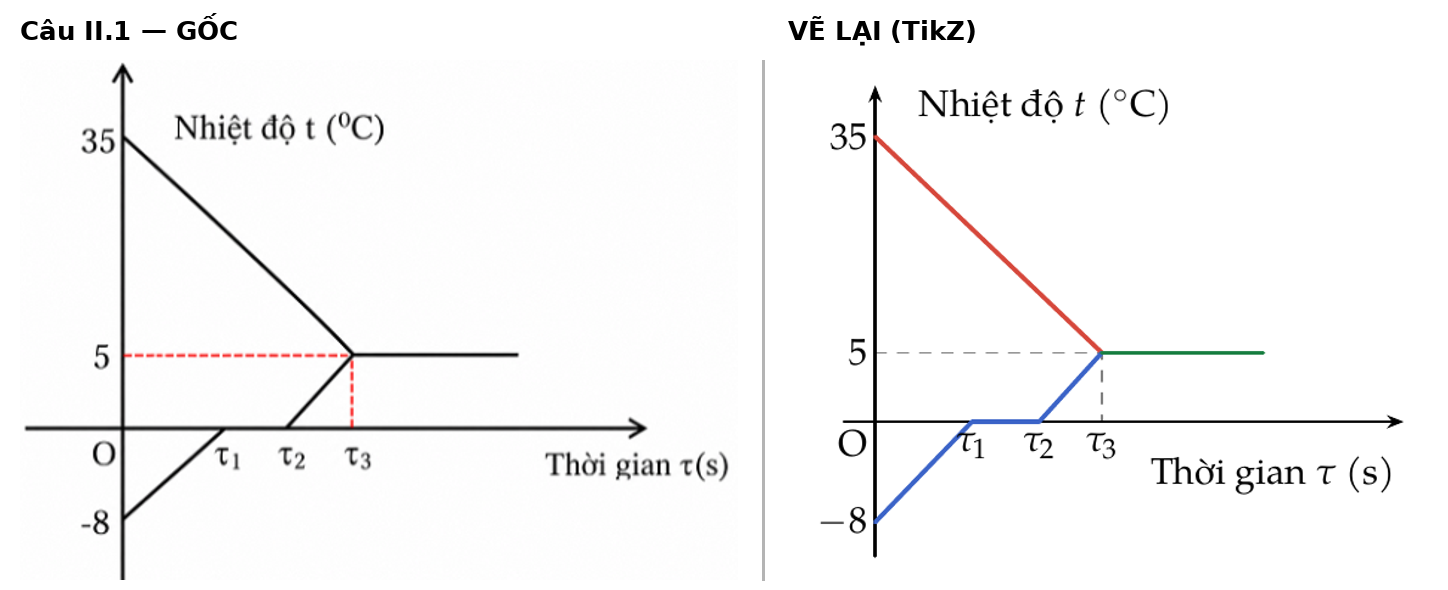 Câu II.1 — GỐC
Nhiệt độ t (⁰C)
35
5
O
τ₁ τ₂ τ₃
Thời gian τ(s)
-8
VẼ LẠI (TikZ)
Nhiệt độ t (°C)
35
5
O
τ₁ τ₂ τ₃
Thời gian τ (s)
−8